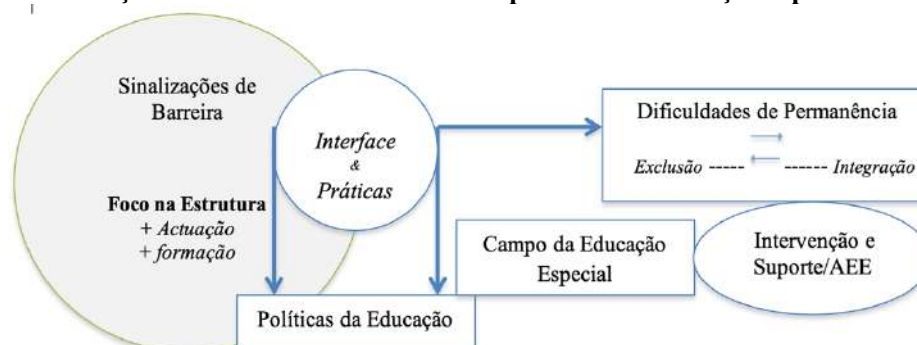 Sinalizações de
Barreira
Foco na Estrutura
+ Actuação
+ formação
Interface
&
Práticas
Políticas da Educação
Dificuldades de Permanência
Exclusão ----- ------ Integração
Campo da Educação
Especial
Intervenção e
Suporte/AEE